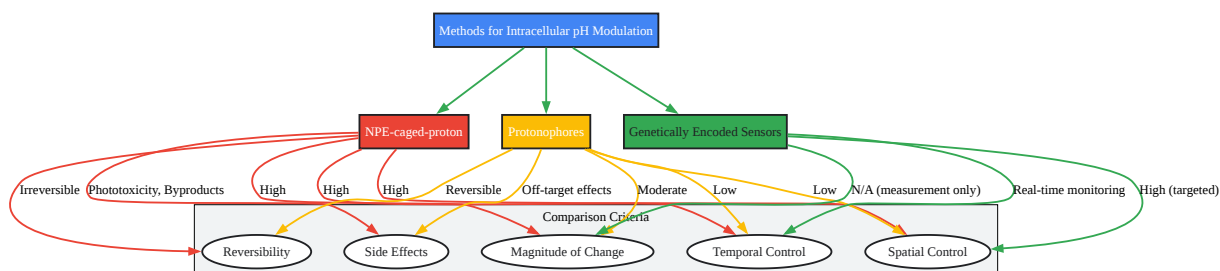 Methods for Intracellular pH Modulation
NPE-caged-proton
Protonophores
Genetically Encoded Sensors
Irreversible
Phototoxicity, Byproducts
High
High
High
Reversible
Off-target effects
Moderate
Low
Low
N/A (measurement only)
Real-time monitoring
High (targeted)
Comparison Criteria
Reversibility
Side Effects
Magnitude of Change
Temporal Control
Spatial Control